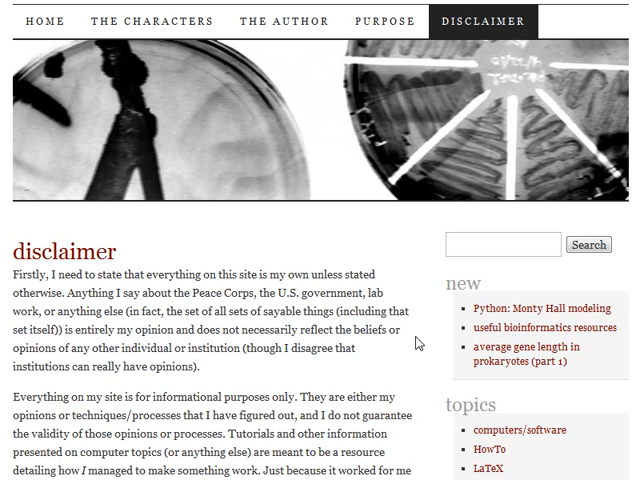 HOME THE CHARACTERS THE AUTHOR PURPOSE DISCLAIMER
disclaimer
Firstly, I need to state that everything on this site is my own unless stated
otherwise. Anything I say about the Peace Corps, the U.S. government, lab
work, or anything else (in fact, the set of all sets of sayable things (including that
set itself)) is entirely my opinion and does not necessarily reflect the beliefs or
opinions of any other individual or institution (though I disagree that
institutions can really have opinions).
Everything on my site is for informational purposes only. They are either my
opinions or techniques/processes that I have figured out, and I do not guarantee
the validity of those opinions or processes. Tutorials and other information
presented on computer topics (or anything else) are meant to be a resource
detailing how I managed to make something work. Just because it worked for me
Search
new
Python: Monty Hall modeling
useful bioinformatics resources
average gene length in
prokaryotes (part 1)
topics
computers/software
HowTo
LaTeX